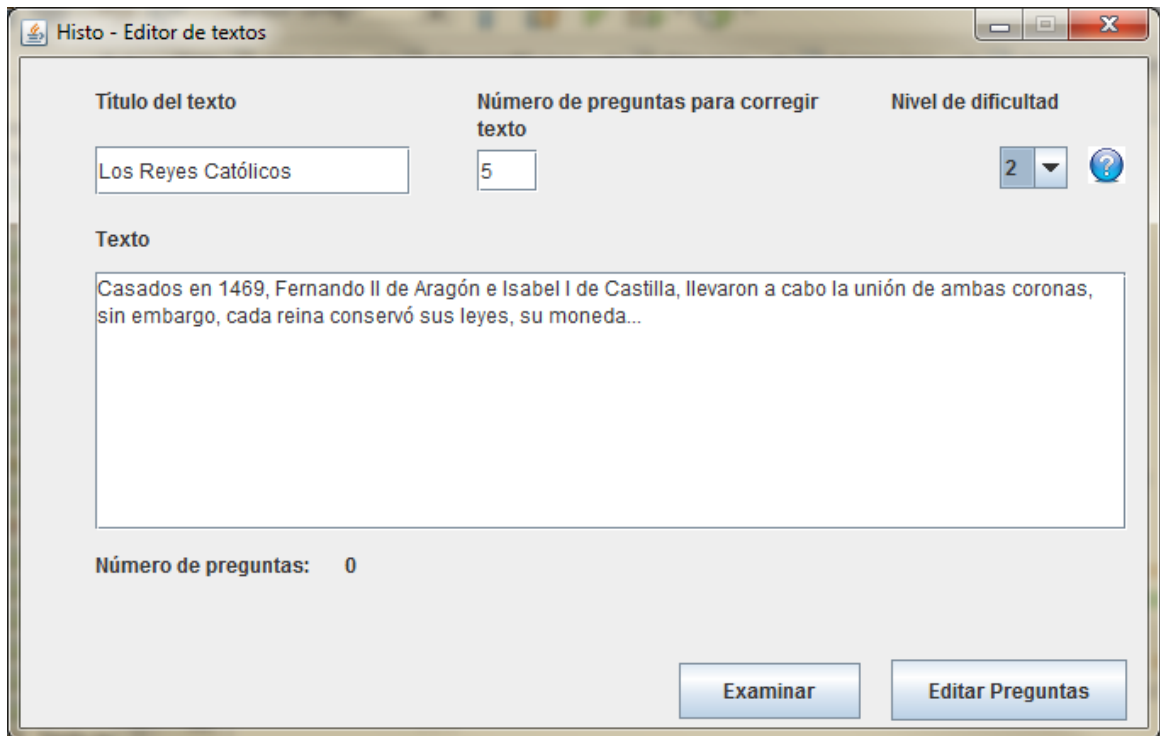 Histo - Editor de textos
Título del texto
Número de preguntas para corregir
texto
Nivel de dificultad
Los Reyes Católicos
5
2
?
Texto
Casados en 1469, Fernando II de Aragón e Isabel I de Castilla, llevaron a cabo la unión de ambas coronas,
sin embargo, cada reina conservó sus leyes, su moneda...
Número de preguntas: 0
Examinar
Editar Preguntas